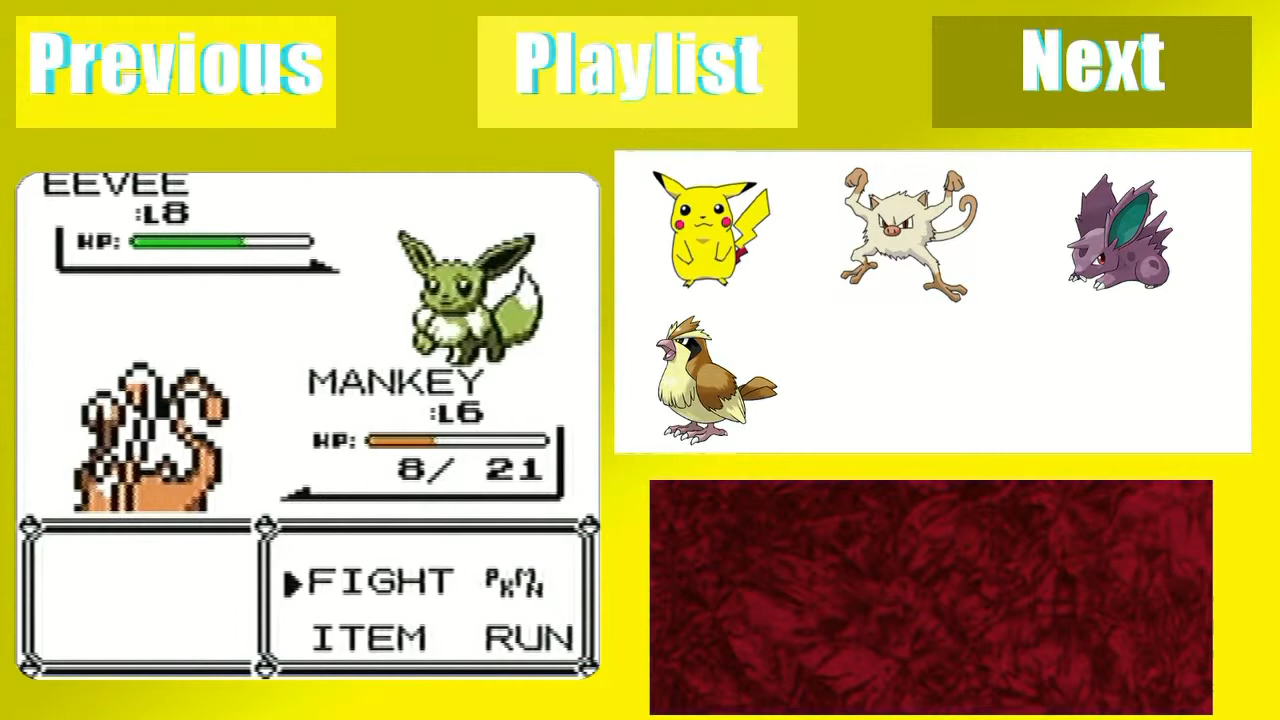 Previous
Playlist
Next
EEVEE
:L8
HP:
MANKEY
:L6
HP:
8/ 21
FIGHT PKMN
ITEM RUN